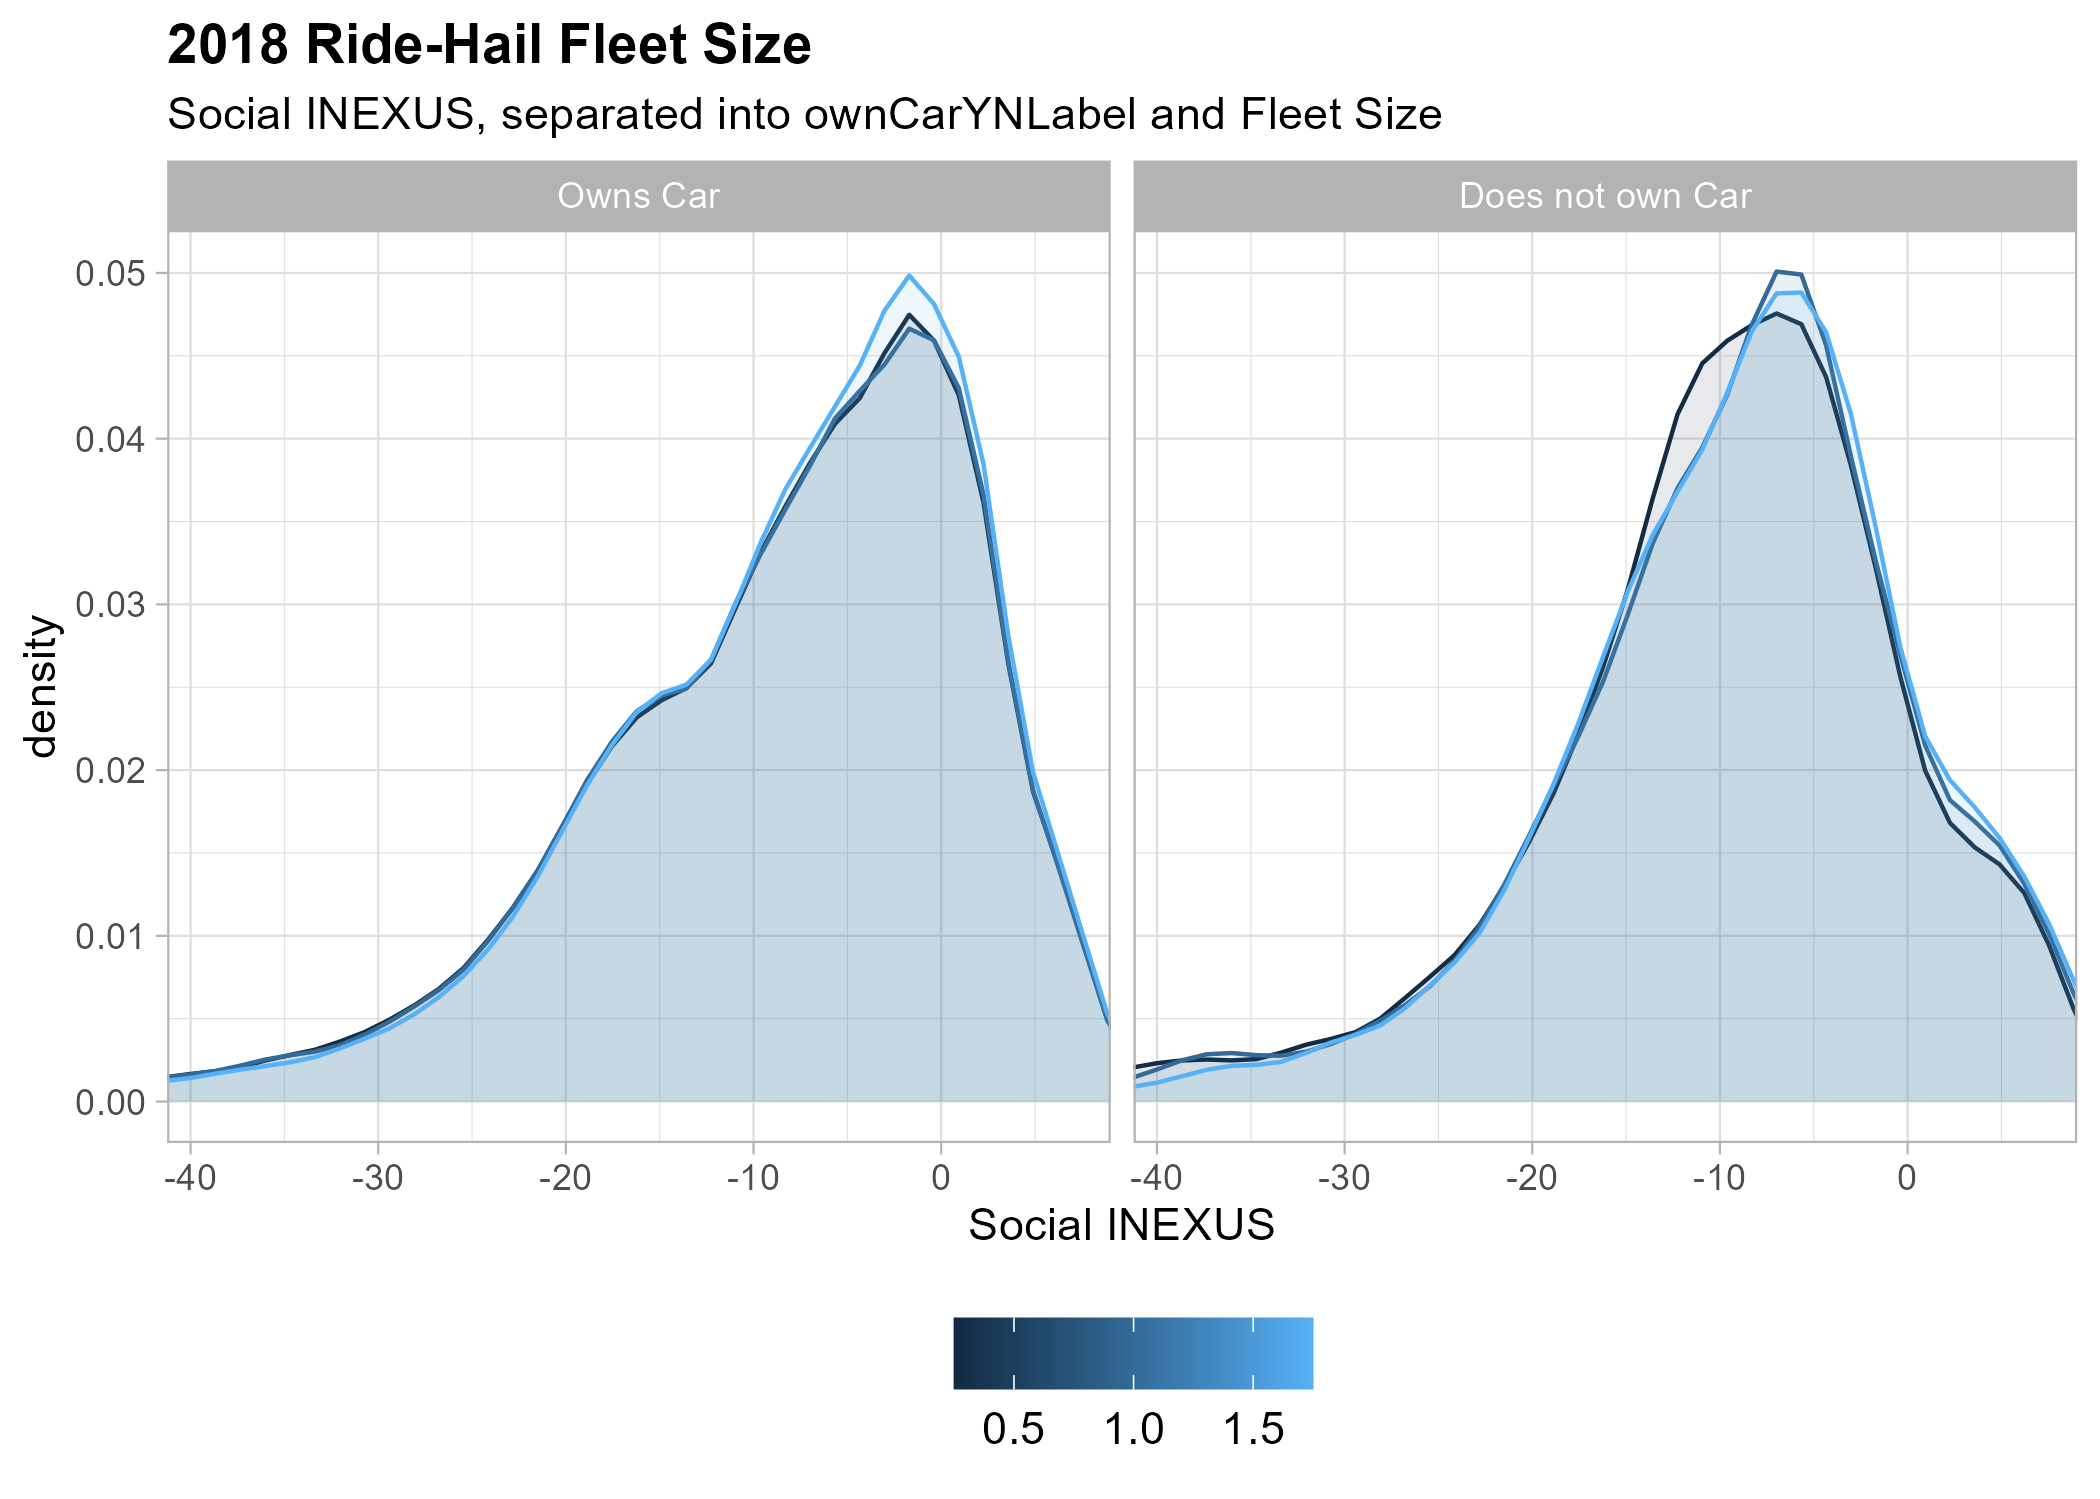 2018 Ride-Hail Fleet Size
Social INEXUS, separated into ownCarYNLabel and Fleet Size
Owns Car
Does not own Car
density
0.05
0.04
0.03
0.02
0.01
0.00
-40 -30 -20 -10 0
-40 -30 -20 -10 0
Social INEXUS
0.5 1.0 1.5